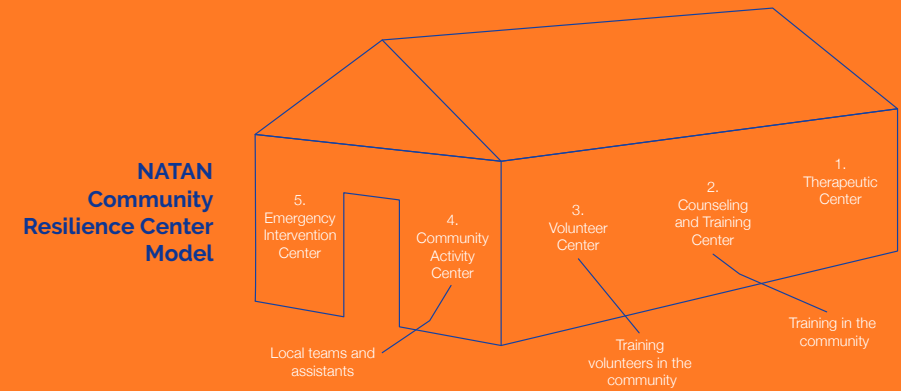 NATAN
Community
Resilience Center
Model
5.
Emergency
Intervention
Center
4.
Community
Activity
Center
3.
Volunteer
Center
2.
Counseling
and Training
Center
1.
Therapeutic
Center
Local teams and
assistants
Training
volunteers in the
community
Training in the
community